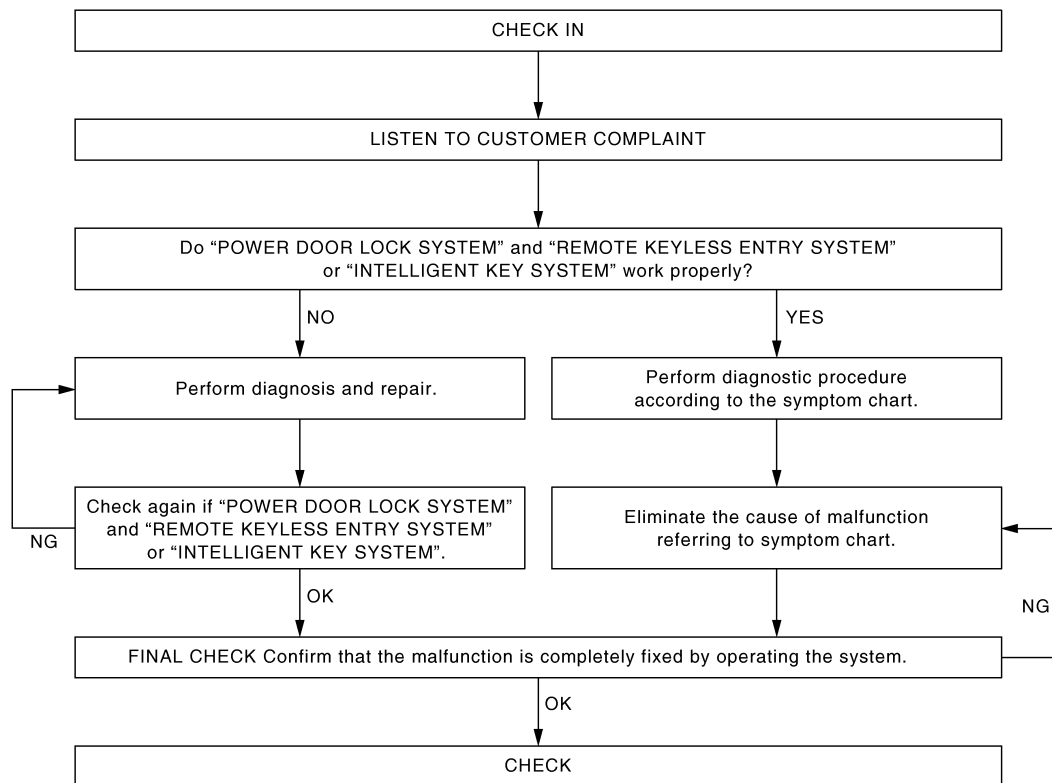 CHECK IN
LISTEN TO CUSTOMER COMPLAINT
Do “POWER DOOR LOCK SYSTEM” and “REMOTE KEYLESS ENTRY SYSTEM”
or “INTELLIGENT KEY SYSTEM” work properly?
NO
YES
Perform diagnosis and repair.
Perform diagnostic procedure
according to the symptom chart.
Check again if “POWER DOOR LOCK SYSTEM”
and “REMOTE KEYLESS ENTRY SYSTEM”
or “INTELLIGENT KEY SYSTEM”.
NG
Eliminate the cause of malfunction
referring to symptom chart.
OK
NG
FINAL CHECK Confirm that the malfunction is completely fixed by operating the system.
OK
CHECK